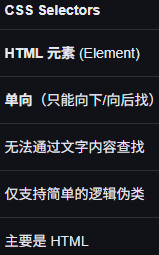 CSS Selectors
HTML 元素 (Element)
单向（只能向下/向后找）
无法通过文字内容查找
仅支持简单的逻辑伪类
主要是 HTML